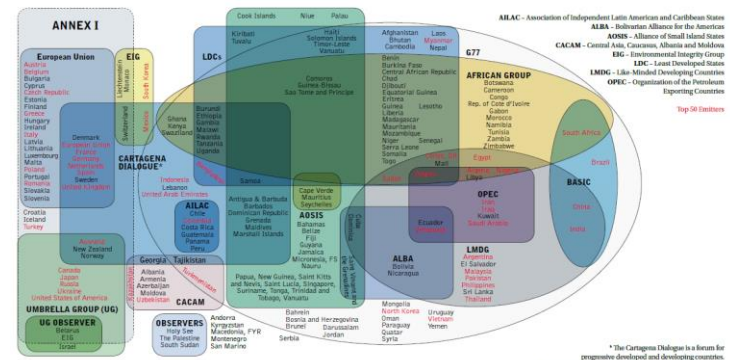 ANNEX I
European Union
Austria
Belgium
Bulgaria
Cyprus
Czech Republic
Estonia
Finland
Greece
Hungary
Ireland
Italy
Latvia
Lithuania
Luxembourg
Malta
Poland
Portugal
Romania
Slovakia
Slovenia
Croatia
Iceland
Turkey
EIG
Liechtenstein
Monaco
South Korea
Switzerland
Mexico
Denmark
European Union
France
Germany
Netherlands
Spain
Sweden
United Kingdom
CARTAGENA
DIALOGUE*
Australia
New Zealand
Norway
Canada
Japan
Russia
Ukraine
United States of America
UMBRELLA GROUP (UG)
UG OBSERVER
Belarus
EIG
Israel
Georgia
Tajikistan
Kazakhstan
Albania
Armenia
Azerbaijan
Moldova
Uzbekistan
Turkmenistan
CACAM
OBSERVERS
Holy See
The Palestine
South Sudan
Andorra
Kyrgyzstan
Macedonia, FYR
Montenegro
San Marino
Serbia
Cook Islands Niue Palau
LDCs
Kiribati
Tuvalu
Haiti
Solomon Islands
Timor-Leste
Vanuatu
Comoros
Guinea Bissau
Sao Tome and Principe
Ghana
Kenya
Swaziland
Burundi
Ethiopia
Gambia
Malawi
Rwanda
Tanzania
Uganda
Bangladesh
Indonesia
Lebanon
United Arab Emirates
Samoa
AILAC
Chile
Colombia
Costa Rica
Guatemala
Panama
Peru
Antigua & Barbuda
Barbados
Dominican Republic
Grenada
Maldives
Marshall Islands
Cape Verde
Mauritius
Seychelles
AOSIS
Bahamas
Belize
Fiji
Guyana
Jamaica
Micronesia, FS
Nauru
Papua, New Guinea, Saint Kitts
and Nevis, Saint Lucia, Singapore,
Suriname, Tonga, Trinidad and
Tobago, Vanuatu
Cuba
Dominica
Saint Vincent and
the Grenadines
Bahrain
Bosnia and Herzegovina
Brunei Darussalam
Jordan
Afghanistan
Bhutan
Cambodia
Laos
Myanmar
Nepal
G77
Benin
Burkina Faso
Central African Republic
Chad
Djibouti
Equatorial Guinea
Eritrea
Guinea Lesotho
Liberia
Madagascar
Mauritania
Mozambique
Niger Senegal
Serra Leone
Somalia
Togo
Mali
Sudan
AFRICAN GROUP
Botswana
Cameroon
Congo
Rep. of Cote d'Ivoire
Gabon
Morocco
Namibia
Tunisia
Zambia
Zimbabwe
Egypt
Libya
South Africa
Brazil
BASIC
China
India
OPEC
Iran
Iraq
Kuwait
Saudi Arabia
Ecuador
ALBA
Bolivia
Nicaragua
LMDG
Argentina
El Salvador
Malaysia
Pakistan
Philippines
Sri Lanka
Thailand
Mongolia
North Korea
Oman
Paraguay
Qatar
Syria
Uruguay
Vietnam
Yemen
AILAC – Association of Independent Latin American and Caribbean States
ALBA – Bolivarian Alliance for the Americas
AOSIS – Alliance of Small Island States
CACAM – Central Asia, Caucasus, Albania and Moldova
EIG – Environmental Integrity Group
LDC – Least Developed States
LMDG – Like-Minded Developing Countries
OPEC – Organization of the Petroleum
Exporting Countries
Top 50 Emitters
* The Cartagena Dialogue is a forum for
progressive developed and developing countries.